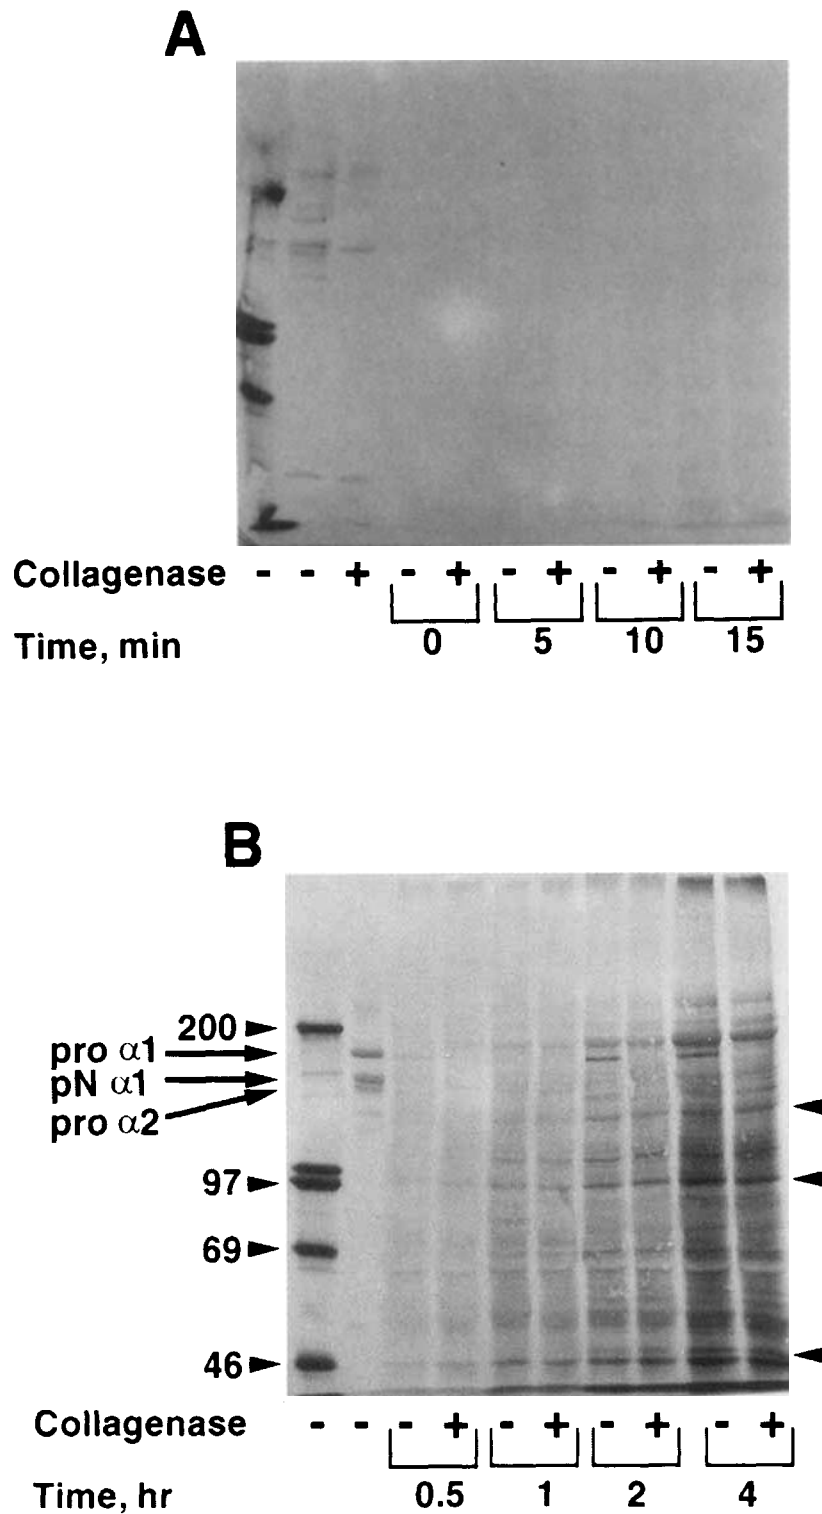 A
Collagenase - - + - + - + - + - +
Time, min 0 5 10 15
B
200
pro α1
pN α1
pro α2
97
69
46
Collagenase - - - + - + - + - +
Time, hr 0.5 1 2 4